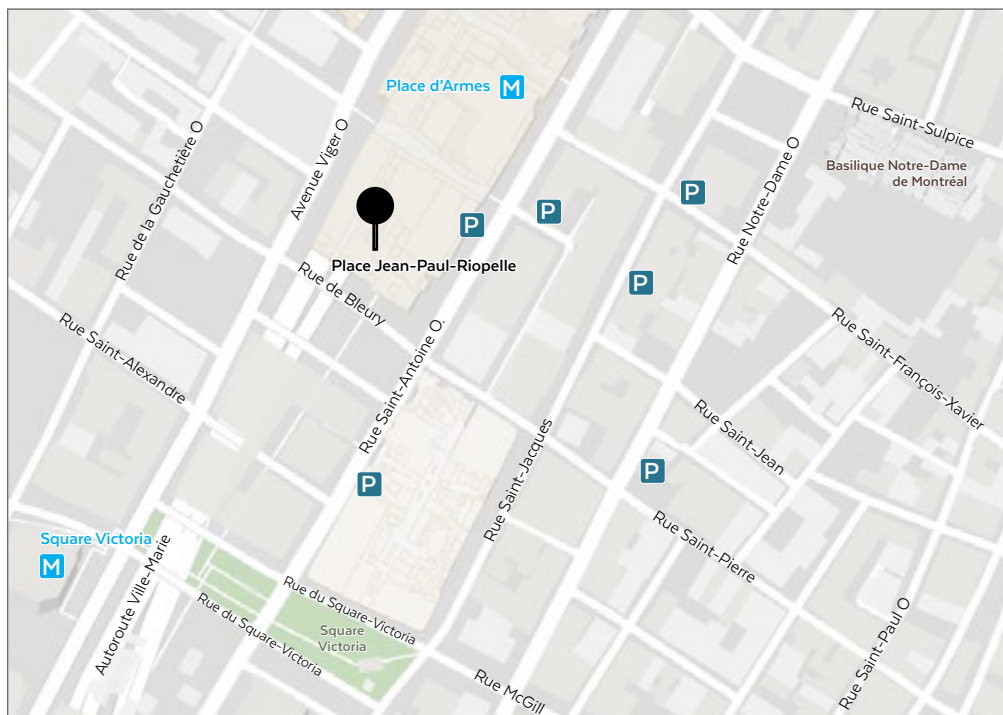 Place d'Armes M
Rue Saint-Sulpice
Basilique Notre-Dame
de Montréal
Rue de la Gauchetière O
Avenue Viger O
Rue Notre-Dame O
P
P
P
P
Place Jean-Paul-Riopelle
Rue de Bleury
Rue Saint-Alexandre
Rue Saint-Antoine O.
Rue Saint-François-Xavier
Rue Saint-Jean
Rue Saint-Jacques
P
P
Rue Saint-Pierre
Square Victoria
M
Autoroute Ville-Marie
Rue du Square-Victoria
Rue du Square-Victoria
Square
Victoria
Rue McGill
Rue Saint-Paul O